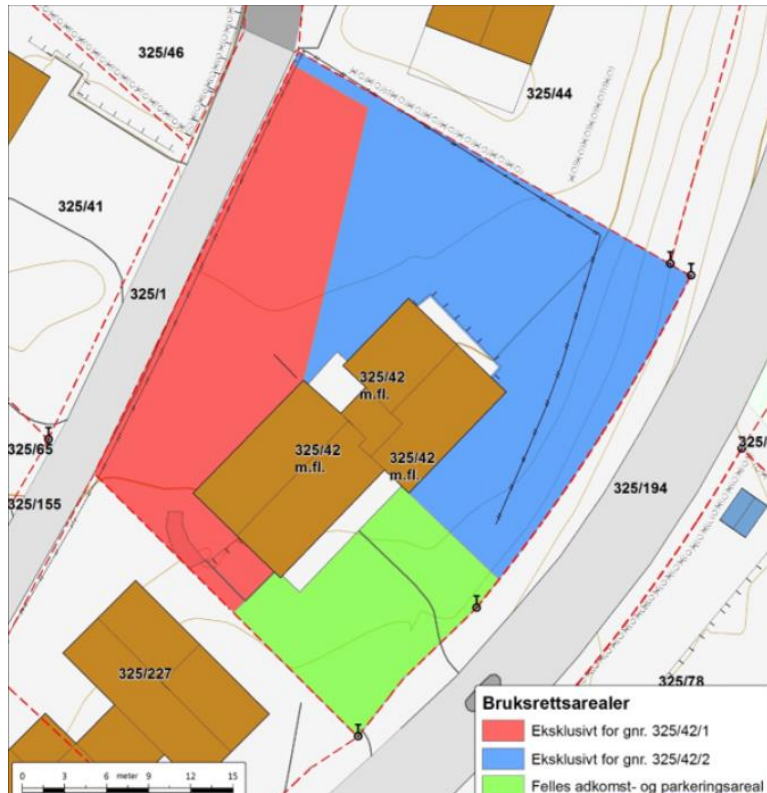 325/46
325/44
325/41
325/1
325/42
m.fl.
325/42
m.fl.
325/42
m.fl.
325/65
325/155
325/
325/194
325/227
325/78
Bruksrettsarealer
Eksklusivt for gnr. 325/42/1
Eksklusivt for gnr. 325/42/2
Felles adkomst- og parkeringsareal
0 3 6 meter 9 12 15